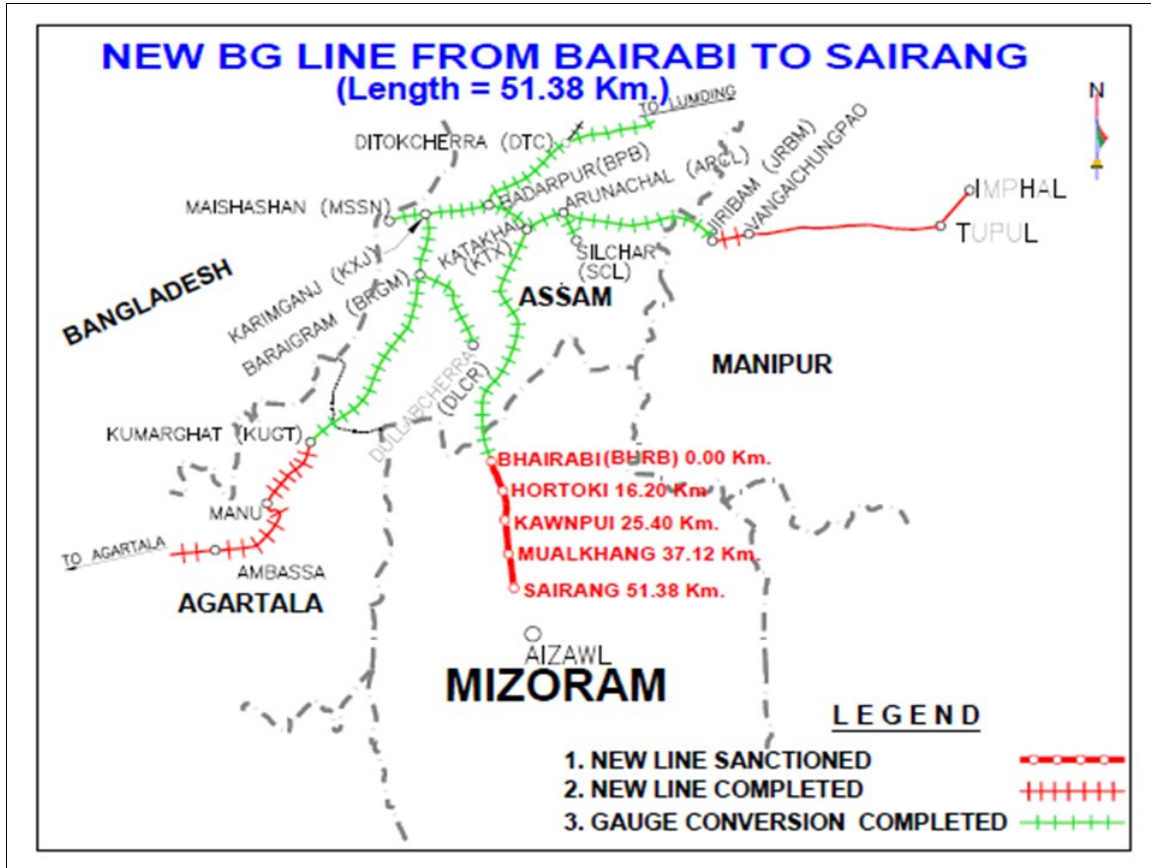 NEW BG LINE FROM BAIRABI TO SAIRANG
(Length = 51.38 Km.)
N
TO LUMDING
DITOKCHERRA (DTC)
BADARPUR(BPB)
ARUNACHAL (ARCL)
JIRIBAM (JRBM)
VANGAICHUNGPAO
IMPHAL
TUPUL
MAISHASHAN (MSSN)
KATAKHAL
(KTX)
SILCHAR
(SCL)
KARIMGANJ (KXJ)
BARAIGRAM (BRGM)
BANGLADESH
ASSAM
MANIPUR
DULLABCHERRA
(DLCR)
KUMARGHAT (KUGT)
BHAIRABI(BHRB) 0.00 Km.
HORTOKI 16.20 Km.
KAWNPUI 25.40 Km.
MUALKHANG 37.12 Km.
SAIRANG 51.38 Km.
MANU
TO AGARTALA
AMBASSA
AGARTALA
AIZAWL
MIZORAM
LEGEND
1. NEW LINE SANCTIONED
2. NEW LINE COMPLETED
3. GAUGE CONVERSION COMPLETED